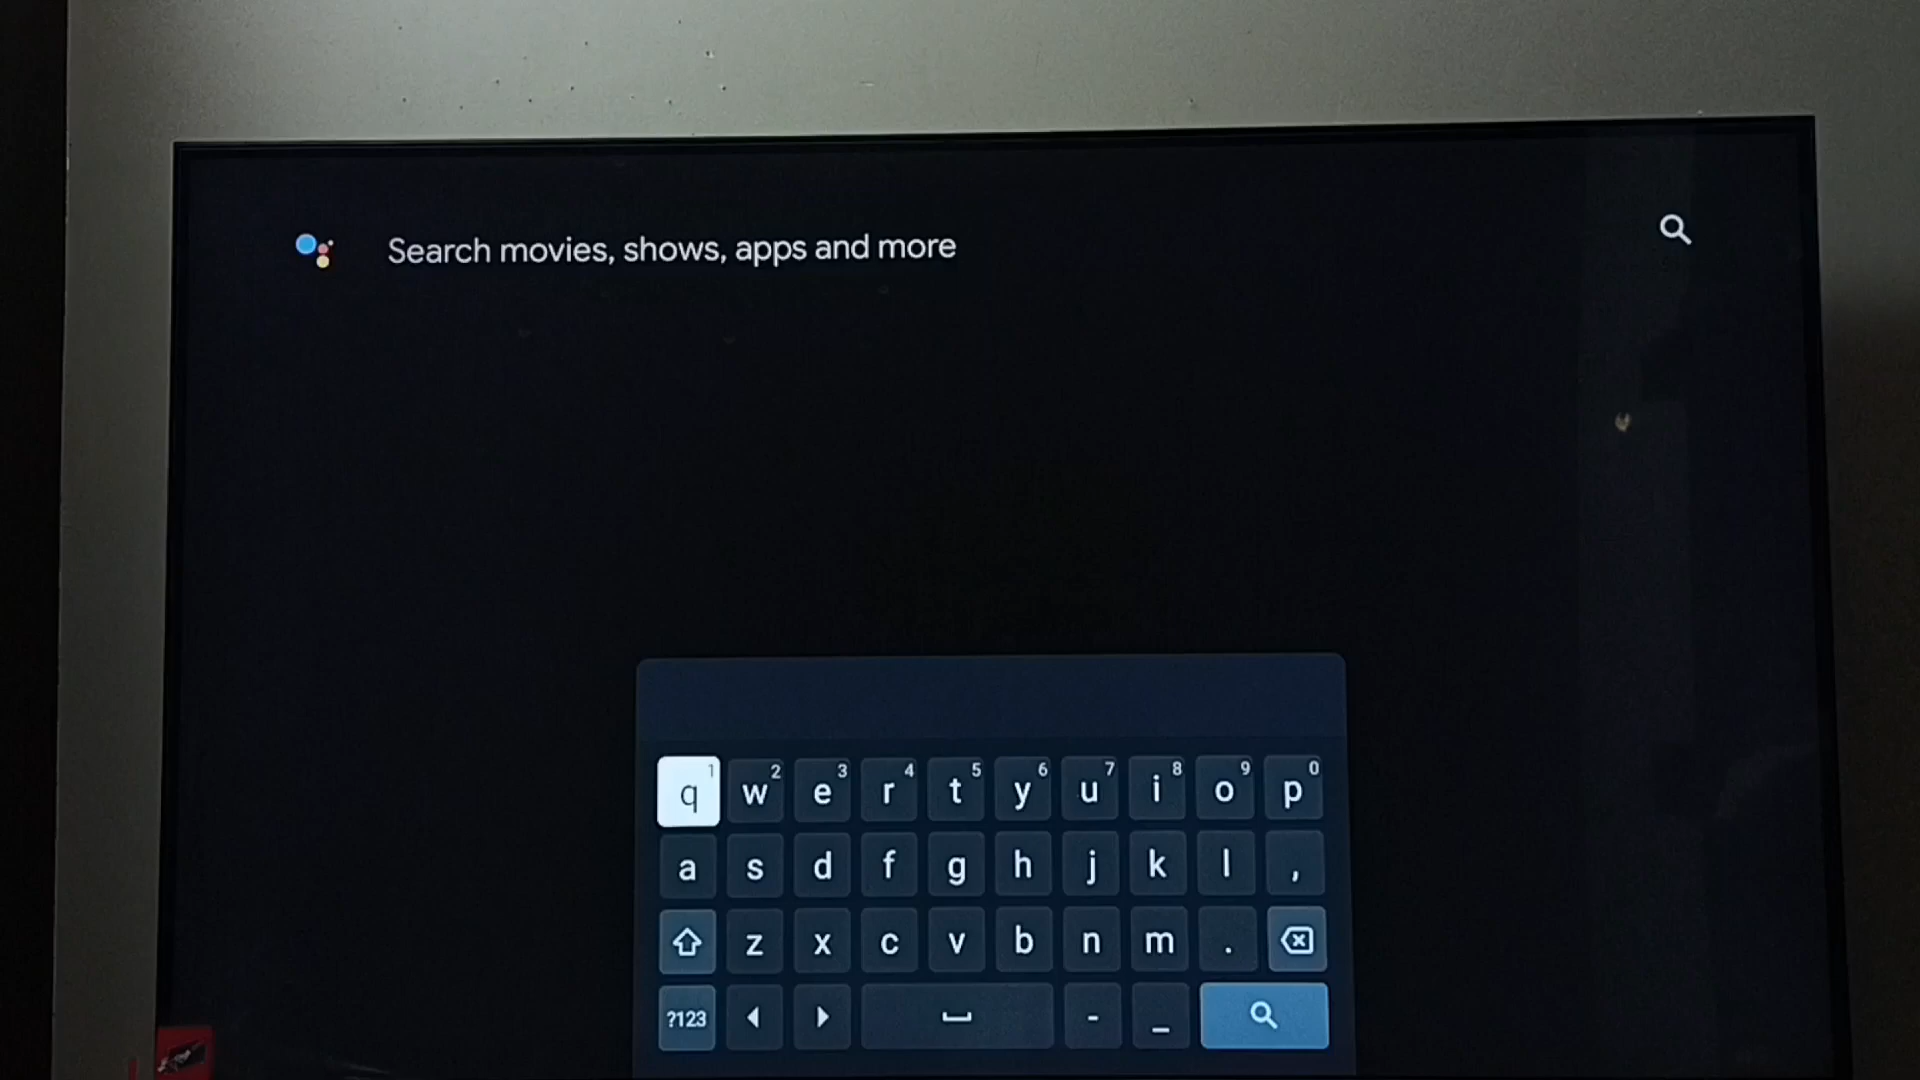 Search movies, shows, apps and more
q1 w2 e3 r4 t5 y6 u7 i8 o9 p0
a s d f g h j k l ,
z x c v b n m .
?123 - _